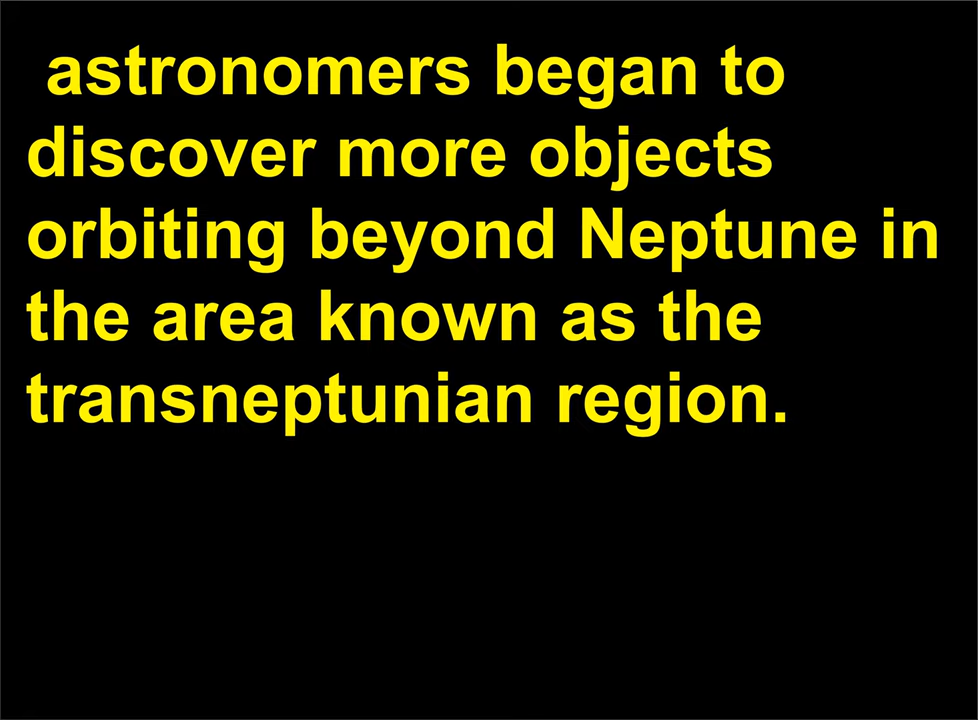 astronomers began to
discover more objects
orbiting beyond Neptune in
the area known as the
transneptunian region.